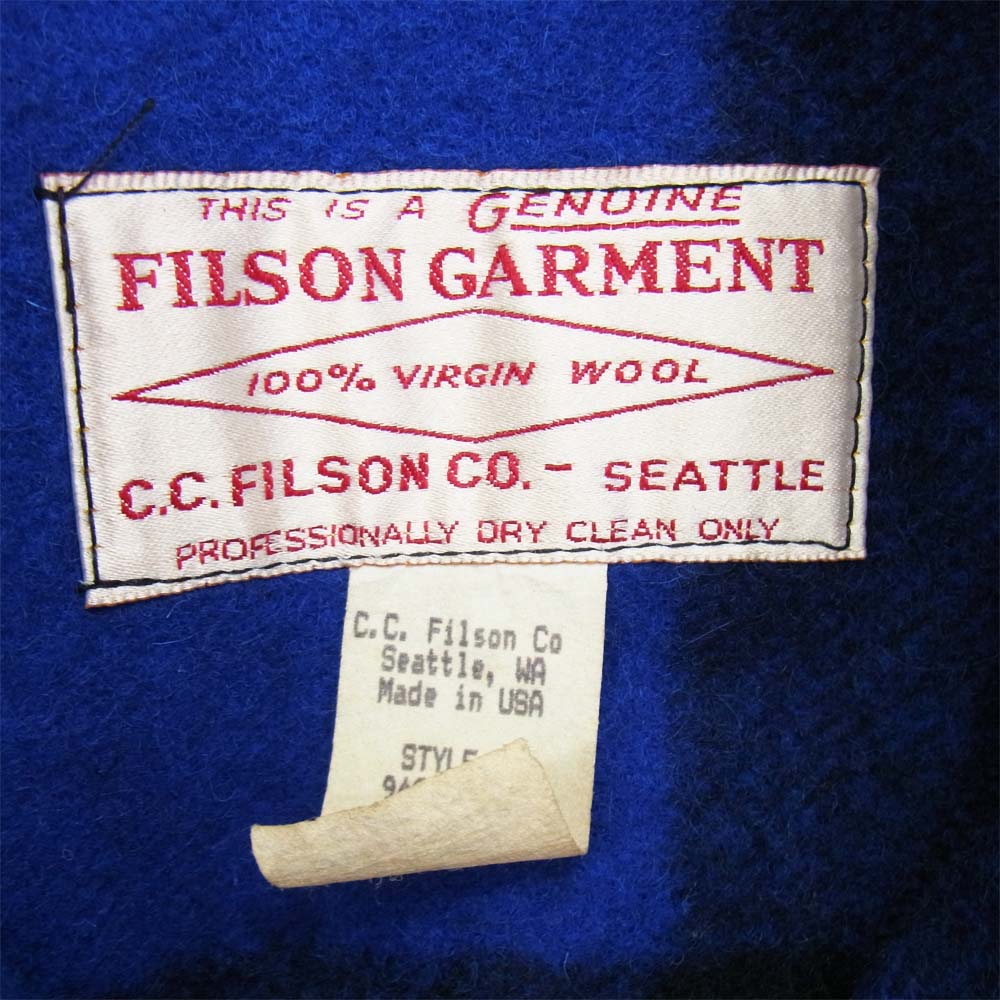 THIS IS A GENUINE
FILSON GARMENT
100% VIRGIN WOOL
C.C. FILSON CO. - SEATTLE
PROFESSIONALLY DRY CLEAN ONLY
C.C. Filson Co
Seattle, WA
Made in USA
STYLE